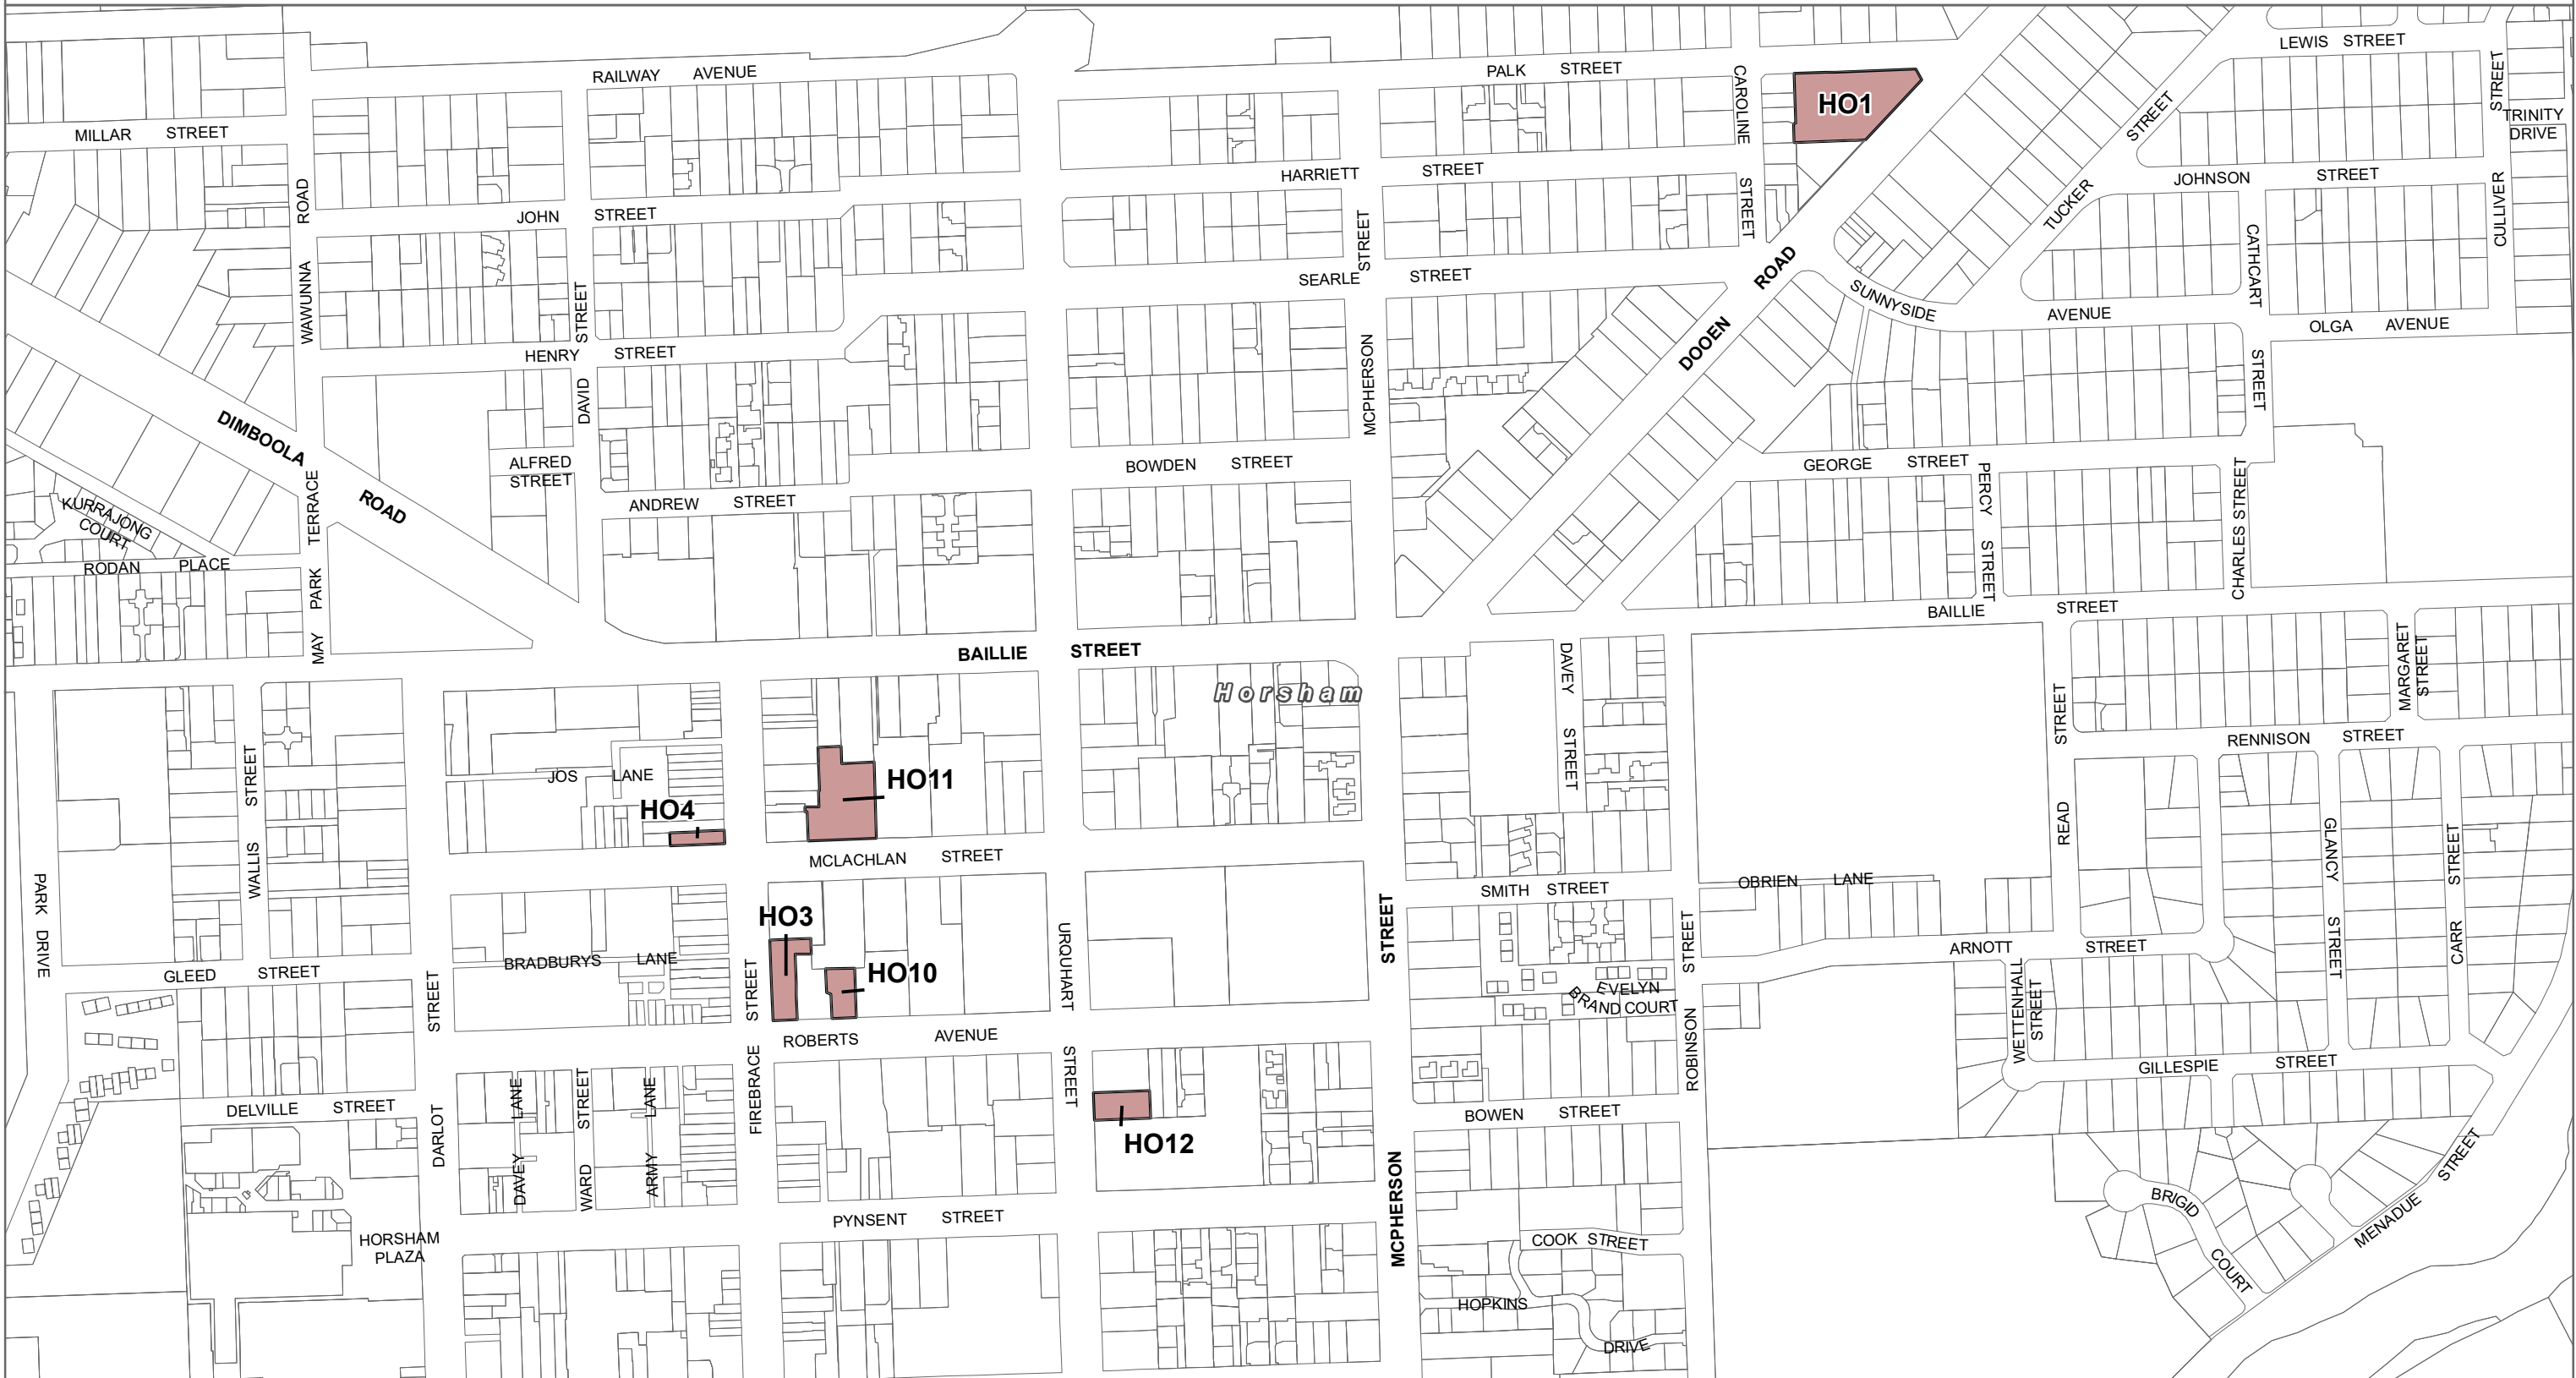 LEWIS STREET
RAILWAY AVENUE
PALK STREET
CAROLINE STREET
HO1
MILLAR STREET
TUCKER STREET
CULLIVER STREET
TRINITY
DRIVE
HARRIETT STREET
JOHNSON STREET
WAWUNNA ROAD
JOHN STREET
SEARLE STREET
MCPHERSON STREET
DOOEN ROAD
SUNNYSIDE AVENUE
CATHCART STREET
OLGA AVENUE
HENRY STREET
DAVID STREET
DIMBOOLA ROAD
ALFRED
STREET
BOWDEN STREET
GEORGE STREET
PERCY STREET
CHARLES STREET
ANDREW STREET
KURRAJONG
COURT
RODAN PLACE
MAY PARK TERRACE
BAILLIE STREET
BAILLIE STREET
Horsham
DAVEY STREET
MARGARET
STREET
READ STREET
RENNISON STREET
WALLIS STREET
JOS LANE
HO11
HO4
MCLACHLAN STREET
GLANCY STREET
CARR STREET
SMITH STREET
OBRIEN LANE
PARK DRIVE
HO3
BRADBURYS LANE
HO10
URQUHART STREET
MCPHERSON STREET
ROBINSON STREET
ARNOTT STREET
GLEED STREET
DARLOT STREET
FIREBRACE STREET
EVELYN
BRAND COURT
WETTENHALL
STREET
ROBERTS AVENUE
GILLESPIE STREET
DELVILLE STREET
DAVEY LANE
WARD STREET
ARMY LANE
HO12
BOWEN STREET
BRIGID COURT
MENADUE STREET
PYNSENT STREET
HORSHAM
PLAZA
COOK STREET
HOPKINS DRIVE